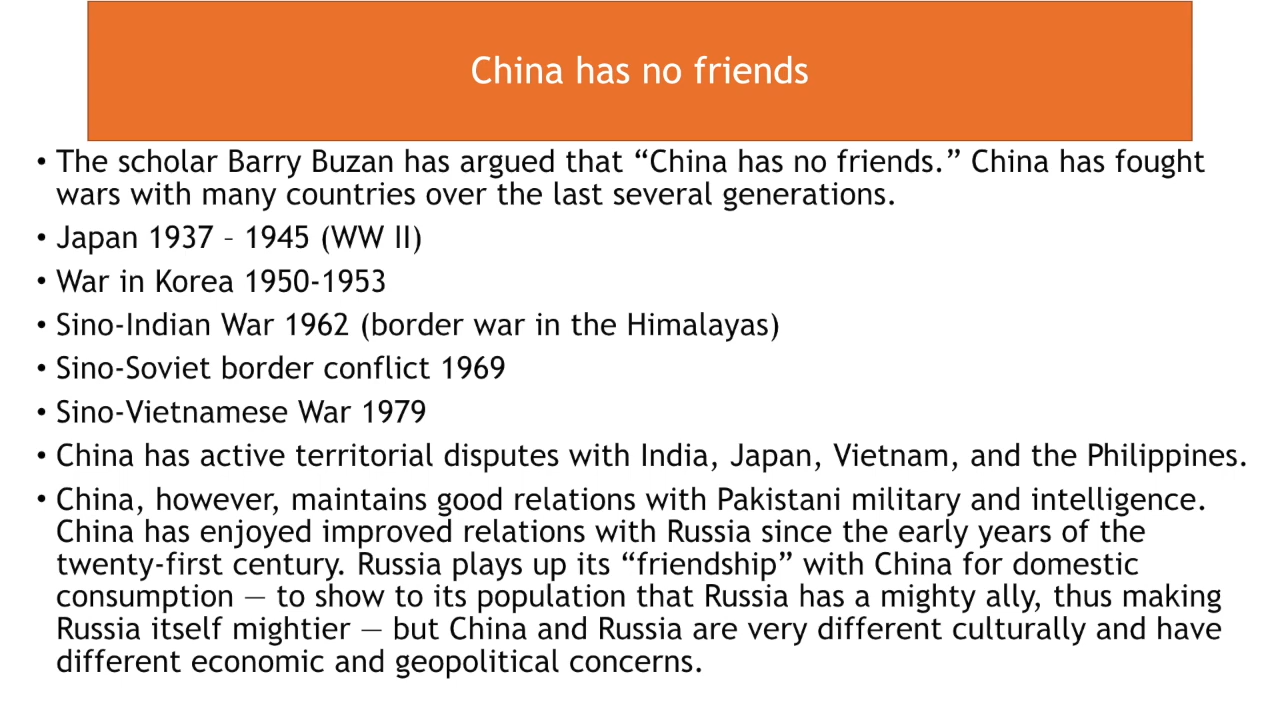 China has no friends
• The scholar Barry Buzan has argued that “China has no friends.” China has fought
wars with many countries over the last several generations.
• Japan 1937 – 1945 (WW II)
• War in Korea 1950-1953
• Sino-Indian War 1962 (border war in the Himalayas)
• Sino-Soviet border conflict 1969
• Sino-Vietnamese War 1979
• China has active territorial disputes with India, Japan, Vietnam, and the Philippines.
• China, however, maintains good relations with Pakistani military and intelligence.
China has enjoyed improved relations with Russia since the early years of the
twenty-first century. Russia plays up its “friendship” with China for domestic
consumption — to show to its population that Russia has a mighty ally, thus making
Russia itself mightier — but China and Russia are very different culturally and have
different economic and geopolitical concerns.